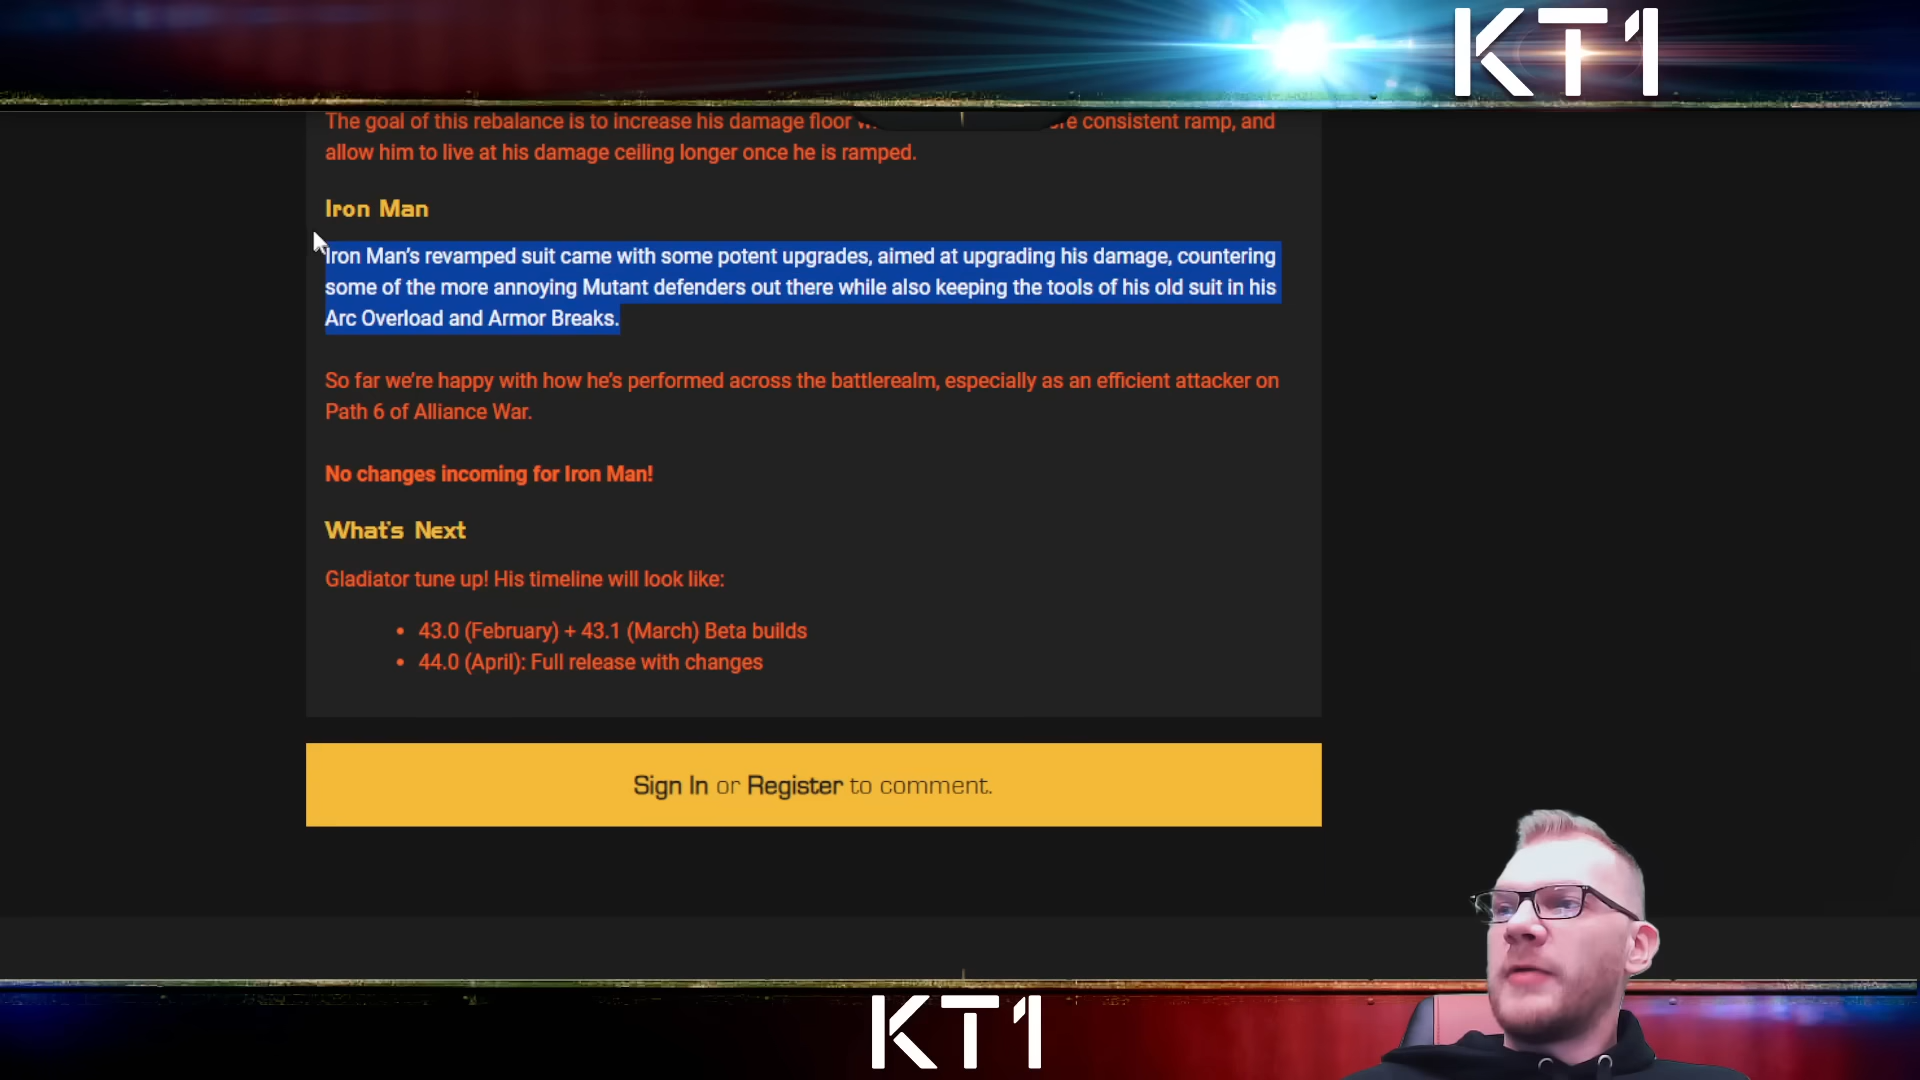 KT1
The goal of this rebalance is to increase his damage floor consistent ramp, and
allow him to live at his damage ceiling longer once he is ramped.
Iron Man
Iron Man’s revamped suit came with some potent upgrades, aimed at upgrading his damage, countering
some of the more annoying Mutant defenders out there while also keeping the tools of his old suit in his
Arc Overload and Armor Breaks.
So far we’re happy with how he’s performed across the battlerealm, especially as an efficient attacker on
Path 6 of Alliance War.
No changes incoming for Iron Man!
What's Next
Gladiator tune up! His timeline will look like:
• 43.0 (February) + 43.1 (March) Beta builds
• 44.0 (April): Full release with changes
Sign In or Register to comment.
KT1